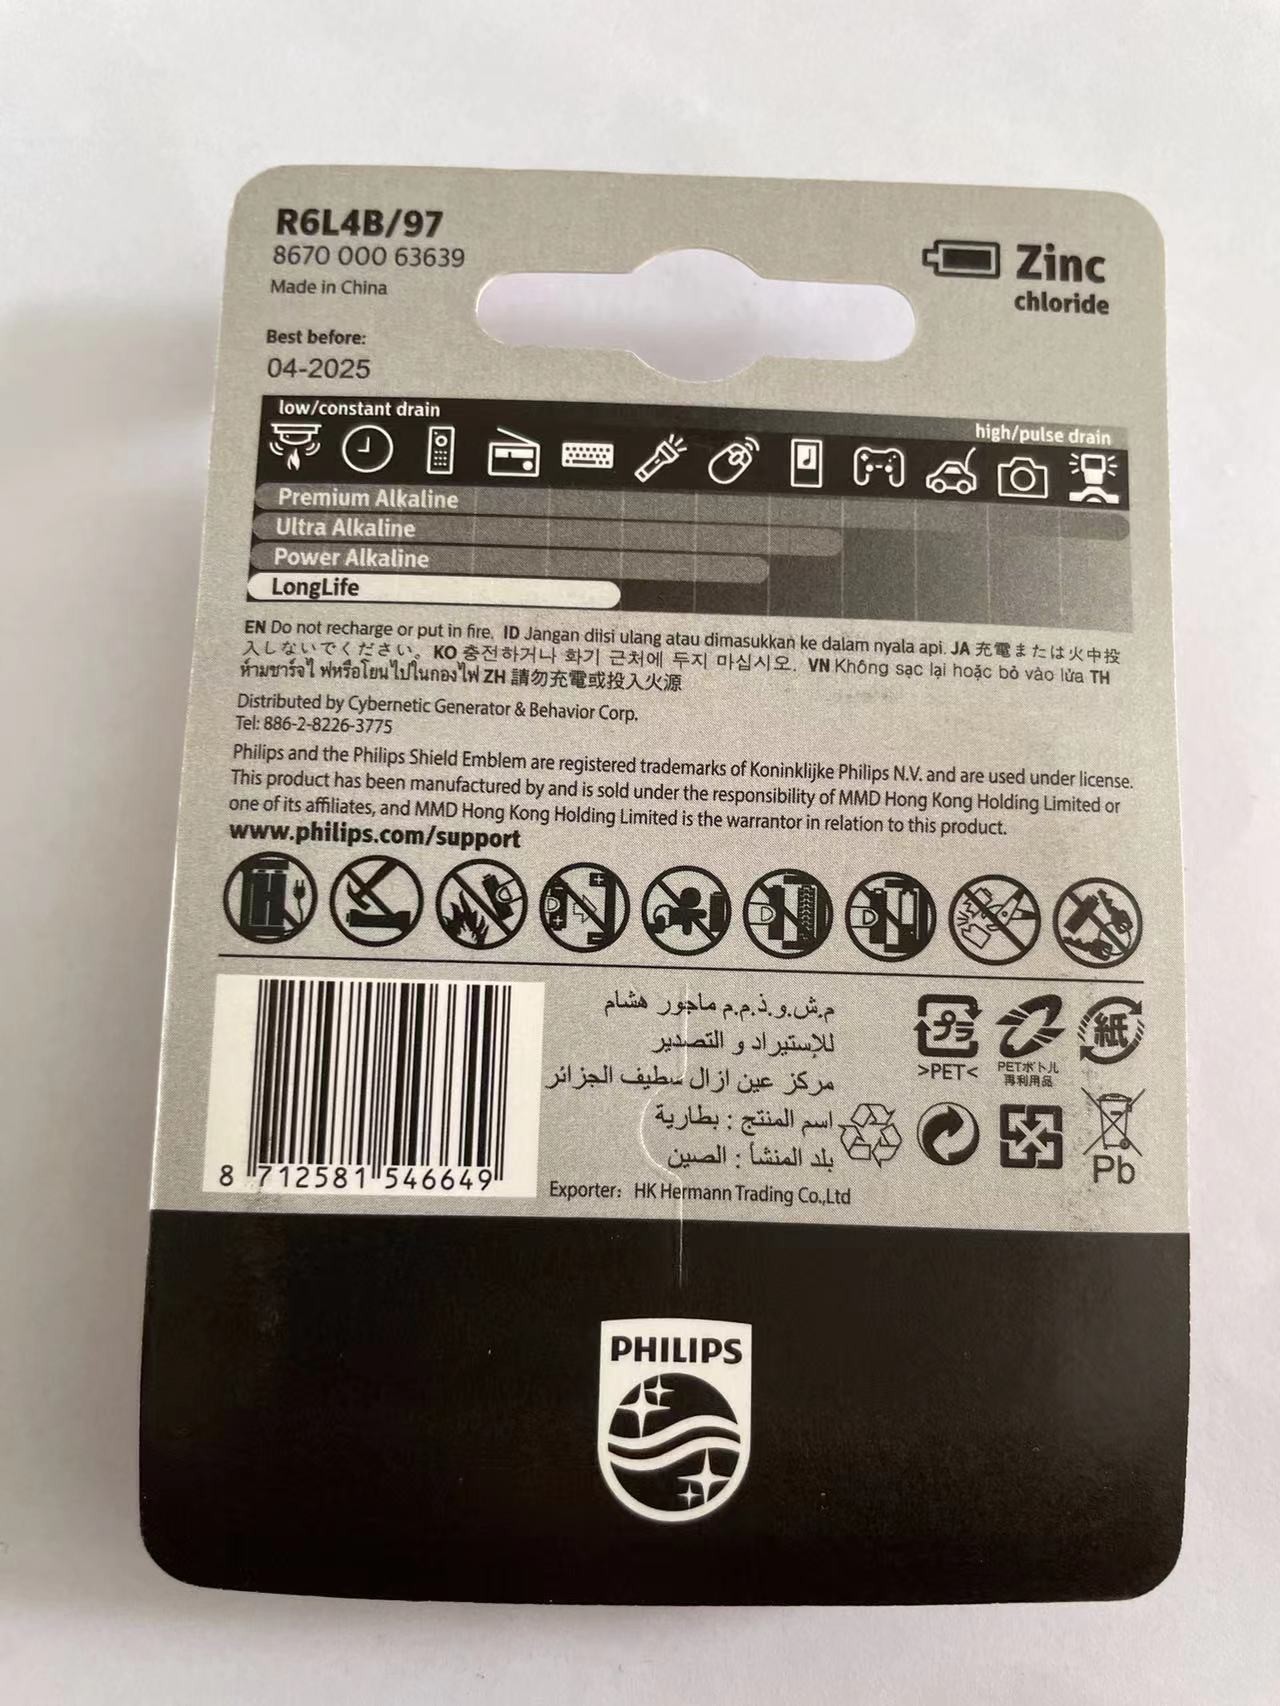 R6L4B/97
8670 000 63639
Made in China
Zinc
chloride
Best before:
04-2025
low/constant drain
high/pulse drain
Premium Alkaline
Ultra Alkaline
Power Alkaline
LongLife
EN Do not recharge or put in fire. ID Jangan diisi ulang atau dimasukkan ke dalam nyala api. JA 充電または火中投
入しないでください。 KO 충전하거나 화기 근처에 두지 마십시오. VN Không sạc lại hoặc bỏ vào lửa TH
ห้ามชาร์จไ ฟหรือโยนไปในกองไฟ ZH 請勿充電或投入火源
Distributed by Cybernetic Generator & Behavior Corp.
Tel: 886-2-8226-3775
Philips and the Philips Shield Emblem are registered trademarks of Koninklijke Philips N.V. and are used under license.
This product has been manufactured by and is sold under the responsibility of MMD Hong Kong Holding Limited or
one of its affiliates, and MMD Hong Kong Holding Limited is the warrantor in relation to this product.
www.philips.com/support
8 712581 546649
م.ش.و.ذ.م.م ماجور هشام
للإستيراد و التصدير
مركز عين ازال سطيف الجزائر
اسم المنتج : بطارية
بلد المنشأ : الصين
Exporter: HK Hermann Trading Co.,Ltd
プラ
>PET<
PETボトル
再利用品
紙
Pb
PHILIPS